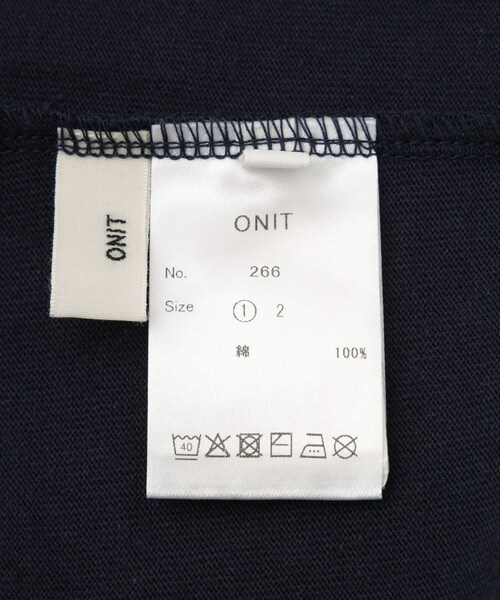 ONIT
ONIT
No. 266
Size 1 2
綿 100%
40